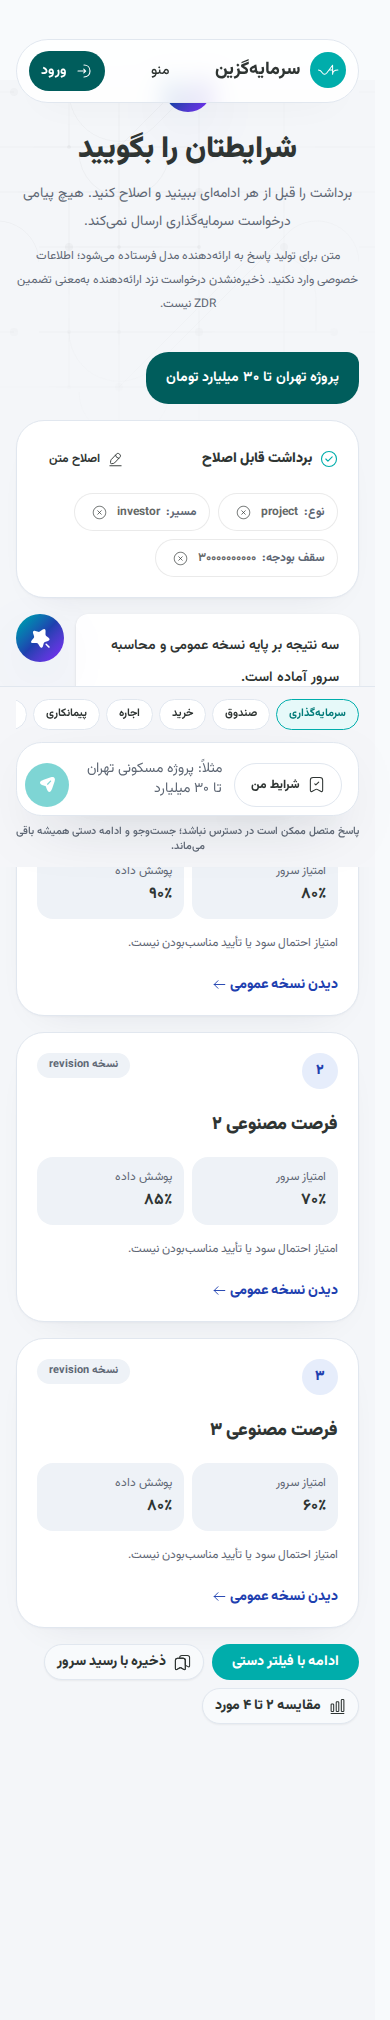 سرمایه‌گزین
منو
ورود
شرایطتان را بگویید
برداشت را قبل از هر ادامه‌ای ببینید و اصلاح کنید. هیچ پیامی
درخواست سرمایه‌گذاری ارسال نمی‌کند.
متن برای تولید پاسخ به ارائه‌دهنده مدل فرستاده می‌شود؛ اطلاعات
خصوصی وارد نکنید. ذخیره‌نشدن درخواست نزد ارائه‌دهنده به‌معنی تضمین
ZDR نیست.
پروژه تهران تا ۳۰ میلیارد تومان
برداشت قابل اصلاح
اصلاح متن
نوع: project
مسیر: investor
سقف بودجه: ۳۰۰۰۰۰۰۰۰۰۰
سه نتیجه بر پایه نسخه عمومی و محاسبه
سرور آماده است.
سرمایه‌گذاری
صندوق
خرید
اجاره
پیمانکاری
شرایط من
مثلاً: پروژه مسکونی تهران
تا ۳۰ میلیارد
پاسخ متصل ممکن است در دسترس نباشد؛ جست‌وجو و ادامه دستی همیشه باقی
می‌ماند.
امتیاز سرور
پوشش داده
۸۰٪
۹۰٪
امتیاز احتمال سود یا تأیید مناسب‌بودن نیست.
دیدن نسخه عمومی ←
۲
نسخه revision
فرصت مصنوعی ۲
امتیاز سرور
پوشش داده
۷۰٪
۸۵٪
امتیاز احتمال سود یا تأیید مناسب‌بودن نیست.
دیدن نسخه عمومی ←
۳
نسخه revision
فرصت مصنوعی ۳
امتیاز سرور
پوشش داده
۶۰٪
۸۰٪
امتیاز احتمال سود یا تأیید مناسب‌بودن نیست.
دیدن نسخه عمومی ←
ادامه با فیلتر دستی
ذخیره با رسید سرور
مقایسه ۲ تا ۴ مورد